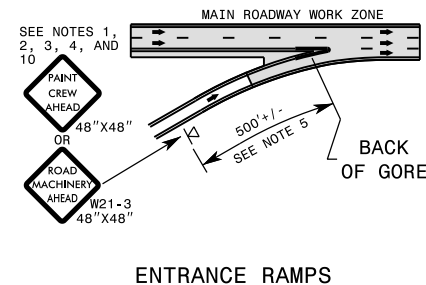 MAIN ROADWAY WORK ZONE
SEE NOTES 1,
2, 3, 4, AND
10
PAINT
CREW
AHEAD
48"X48"
OR
ROAD
MACHINERY
AHEAD
W21-3
48"X48"
500'+/-
SEE NOTE 5
BACK
OF GORE
ENTRANCE RAMPS